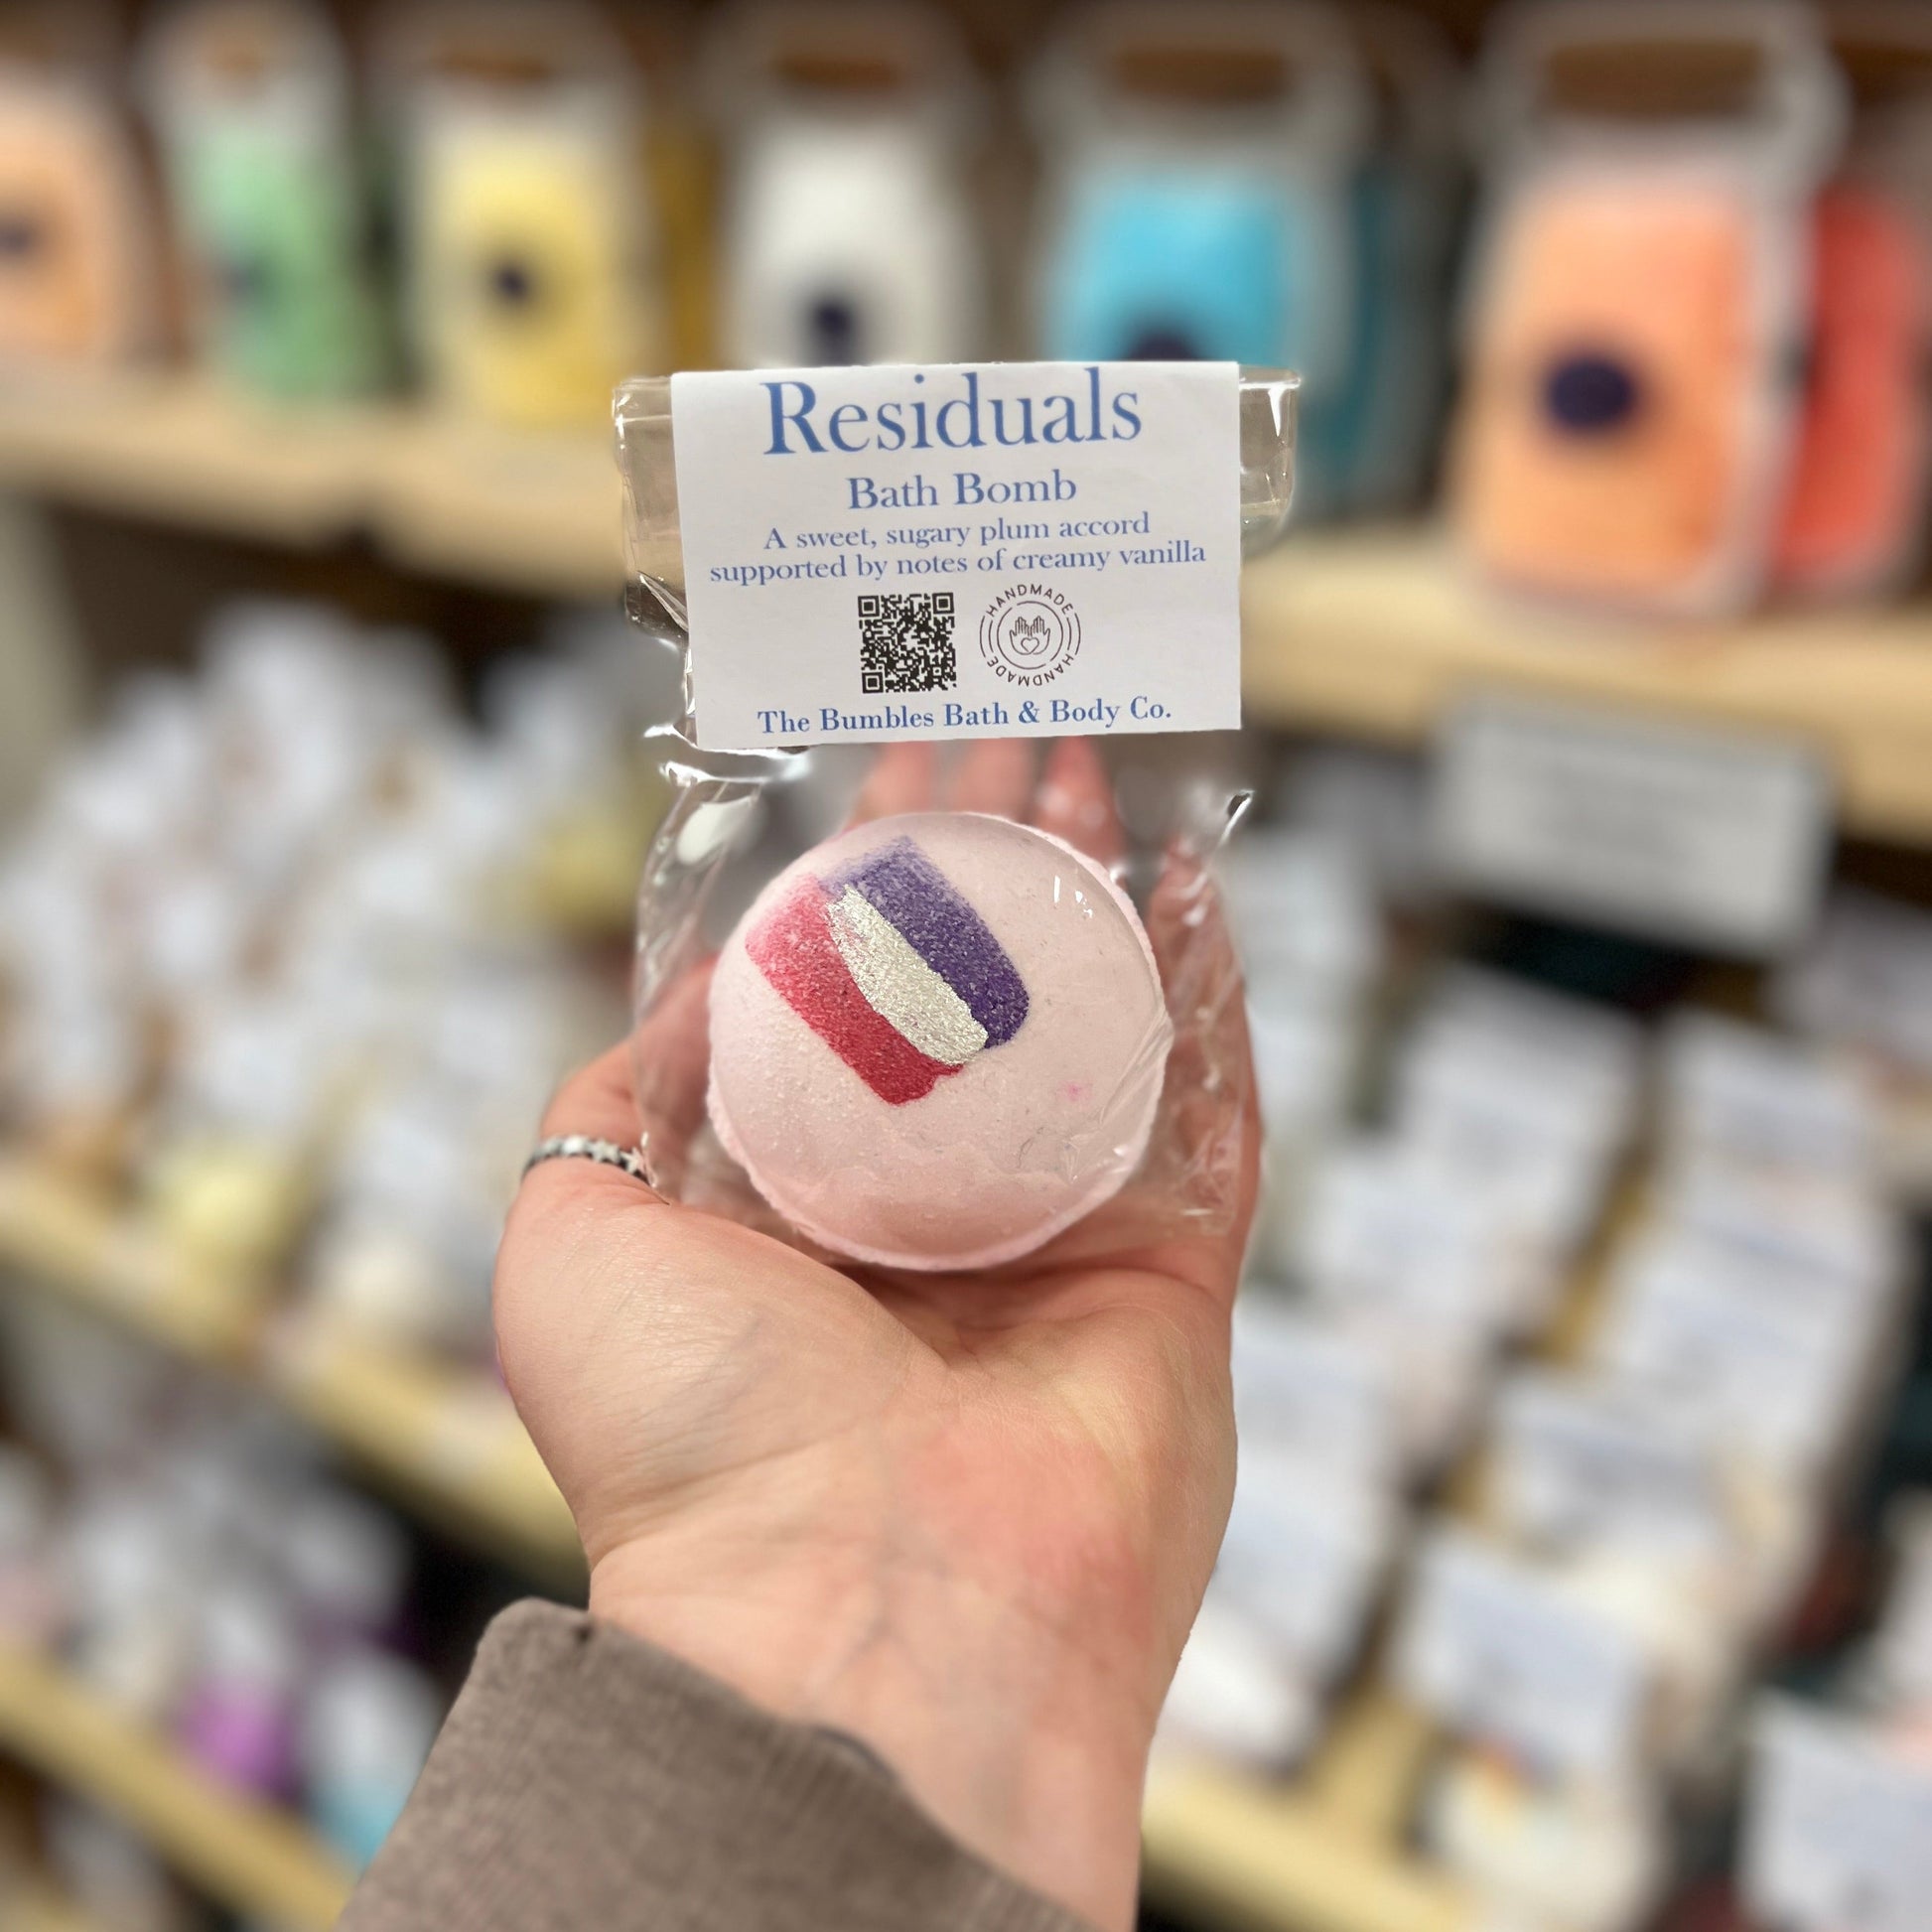 Residuals
Bath Bomb
A sweet, sugary plum accord
supported by notes of creamy vanilla
HANDMADE
HANDMADE
The Bumbles Bath & Body Co.